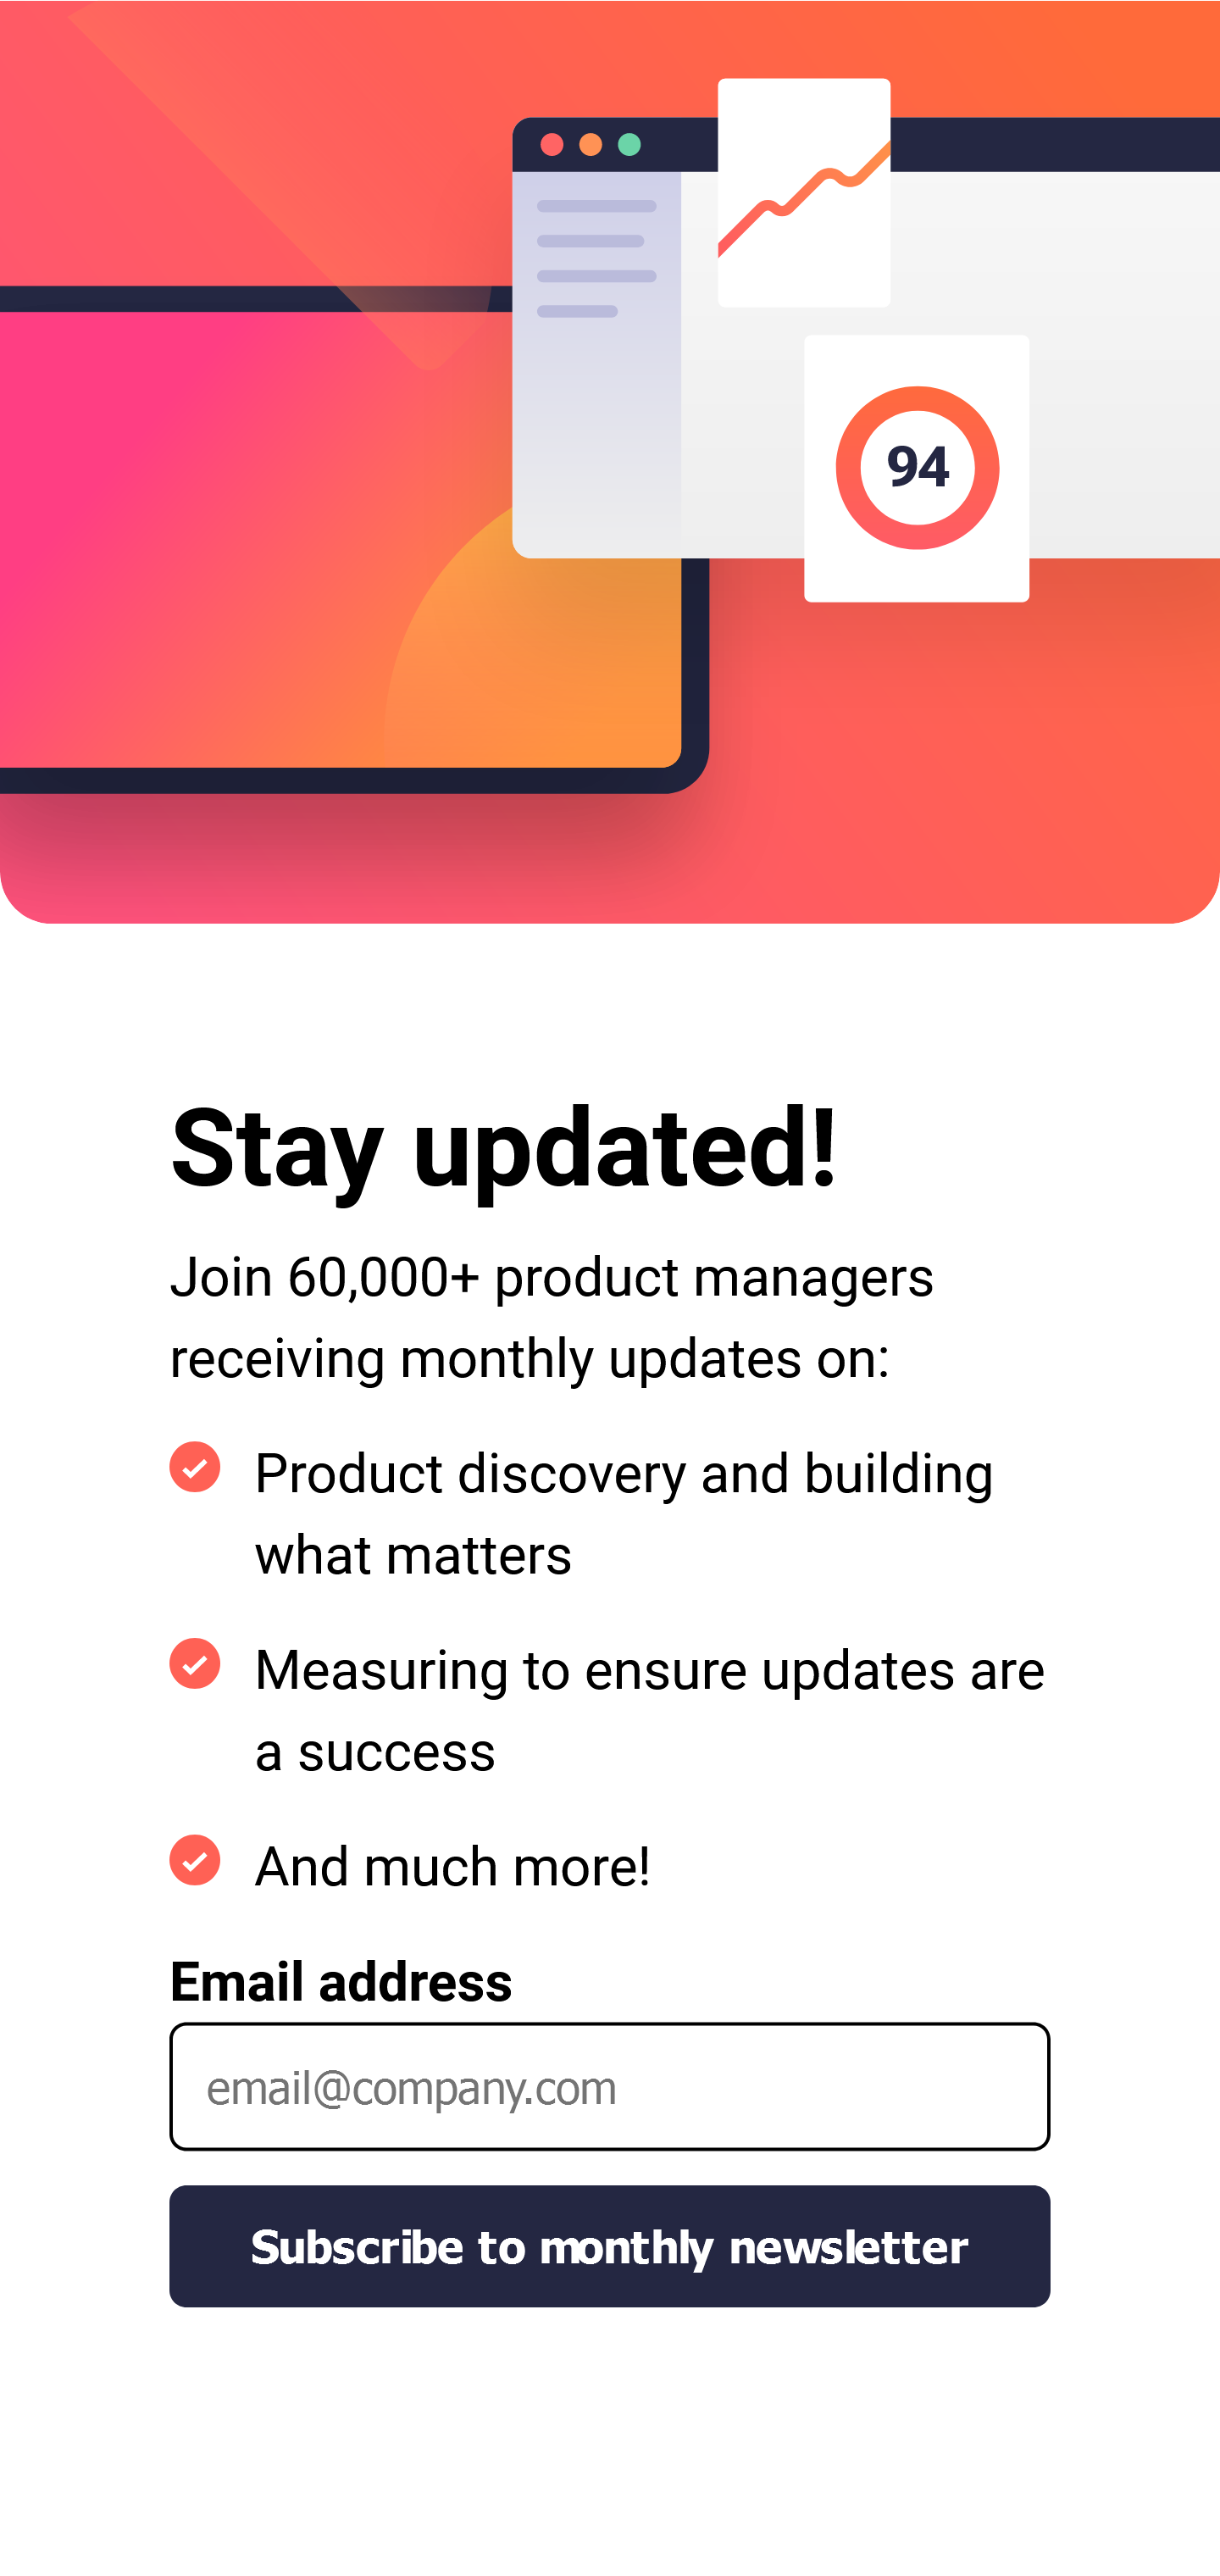 94
Stay updated!
Join 60,000+ product managers
receiving monthly updates on:
Product discovery and building
what matters
Measuring to ensure updates are
a success
And much more!
Email address
email@company.com
Subscribe to monthly newsletter